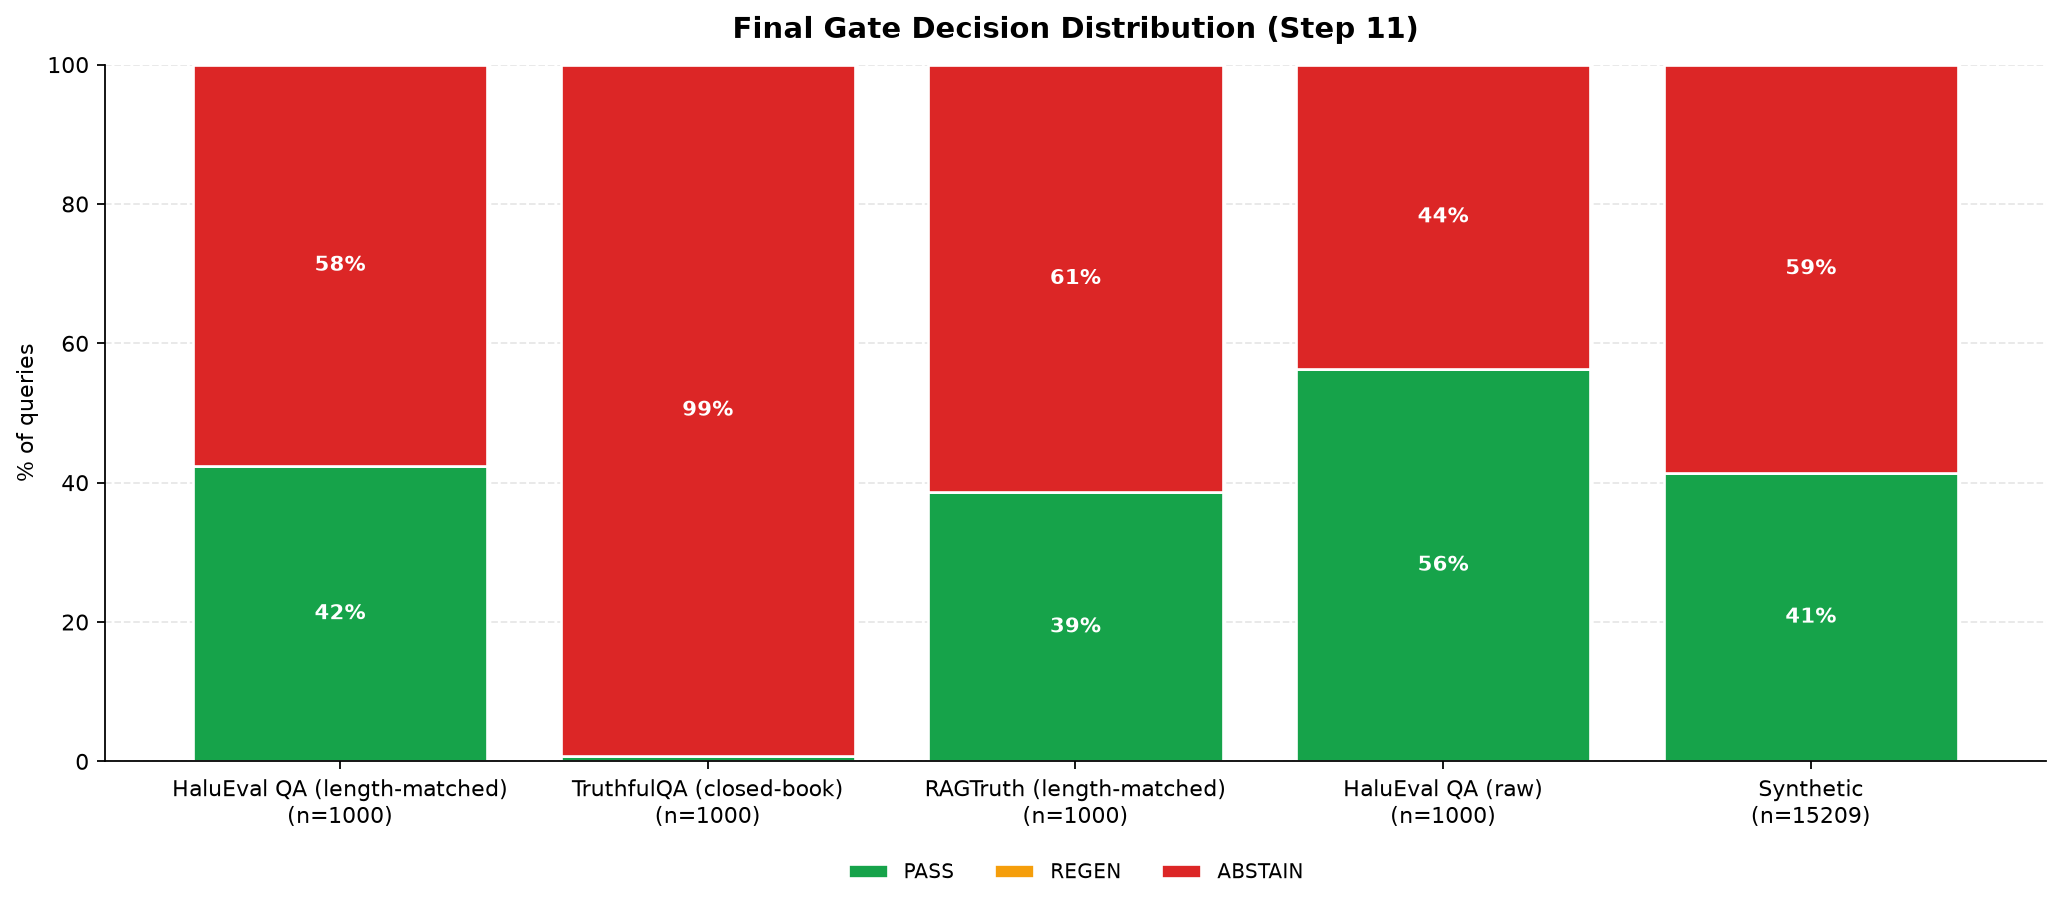 Final Gate Decision Distribution (Step 11)
% of queries
100
80
60
40
20
0
58%
42%
99%
61%
39%
44%
56%
59%
41%
HaluEval QA (length-matched)
(n=1000)
TruthfulQA (closed-book)
(n=1000)
RAGTruth (length-matched)
(n=1000)
HaluEval QA (raw)
(n=1000)
Synthetic
(n=15209)
PASS
REGEN
ABSTAIN